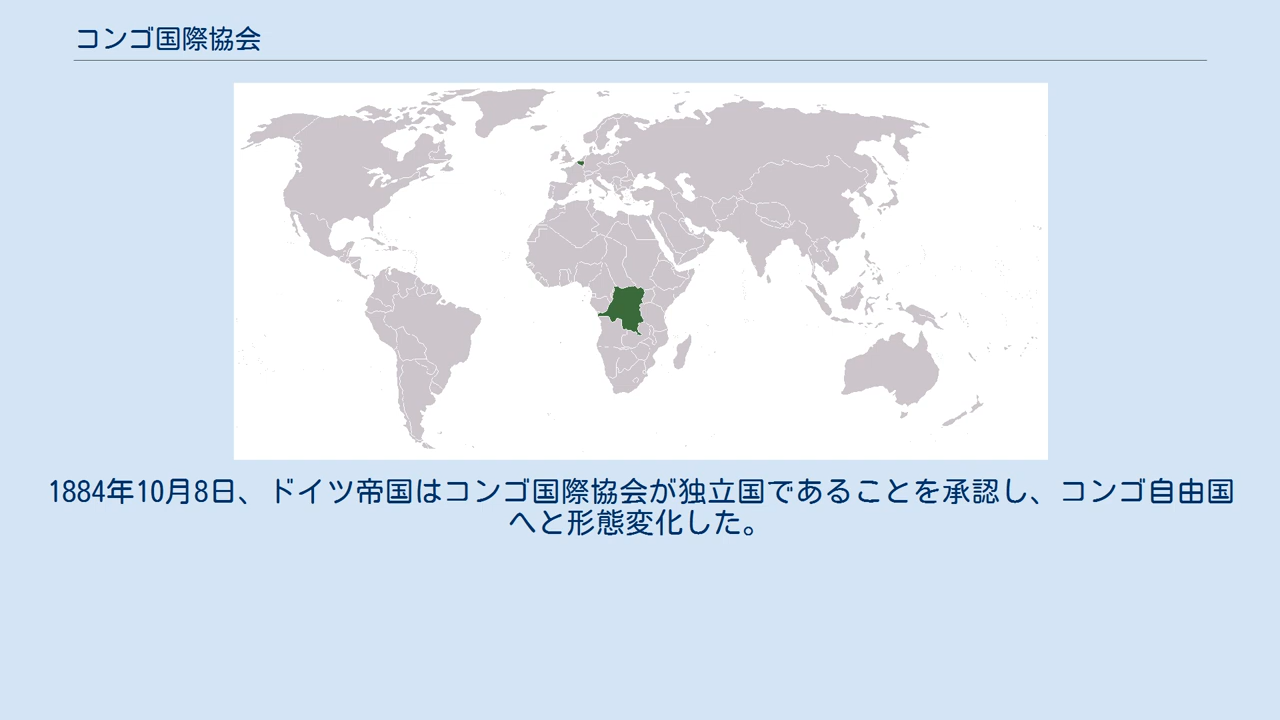 コンゴ国際協会
1884年10月8日、ドイツ帝国はコンゴ国際協会が独立国であることを承認し、コンゴ自由国
へと形態変化した。